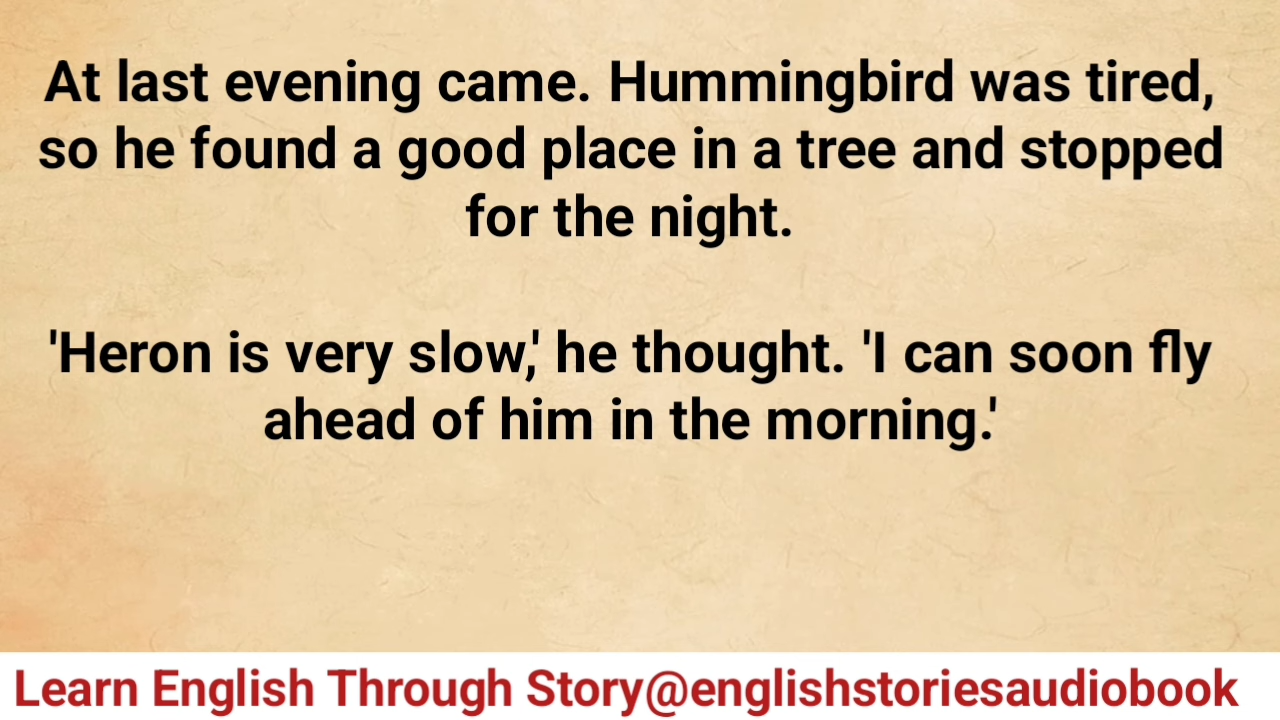 At last evening came. Hummingbird was tired,
so he found a good place in a tree and stopped
for the night.
'Heron is very slow,' he thought. 'I can soon fly
ahead of him in the morning.'
Learn English Through Story@englishstoriesaudiobook